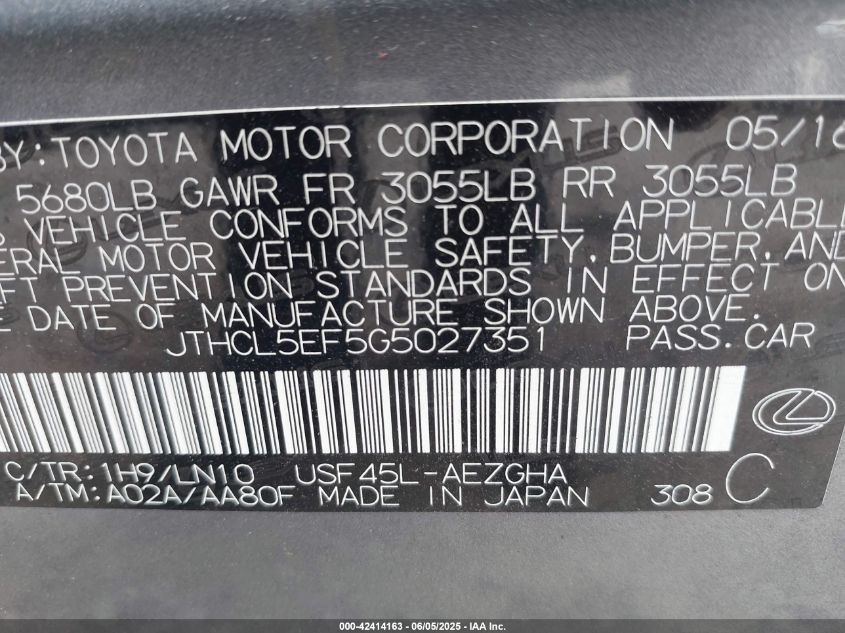 BY: TOYOTA MOTOR CORPORATION 05/16
5680LB GAWR FR 3055LB RR 3055LB
VEHICLE CONFORMS TO ALL APPLICABLE
ERAL MOTOR VEHICLE SAFETY, BUMPER, AND
FT PREVENTION STANDARDS IN EFFECT ON
E DATE OF MANUFACTURE SHOWN ABOVE.
JTHCL5EF5G5027351 PASS.CAR
C/TR: 1H9/LN10 USF45L-AEZGHA
A/TM: A02A/AA80F MADE IN JAPAN 308 C
000-42414163 - 06/05/2025 - IAA Inc.